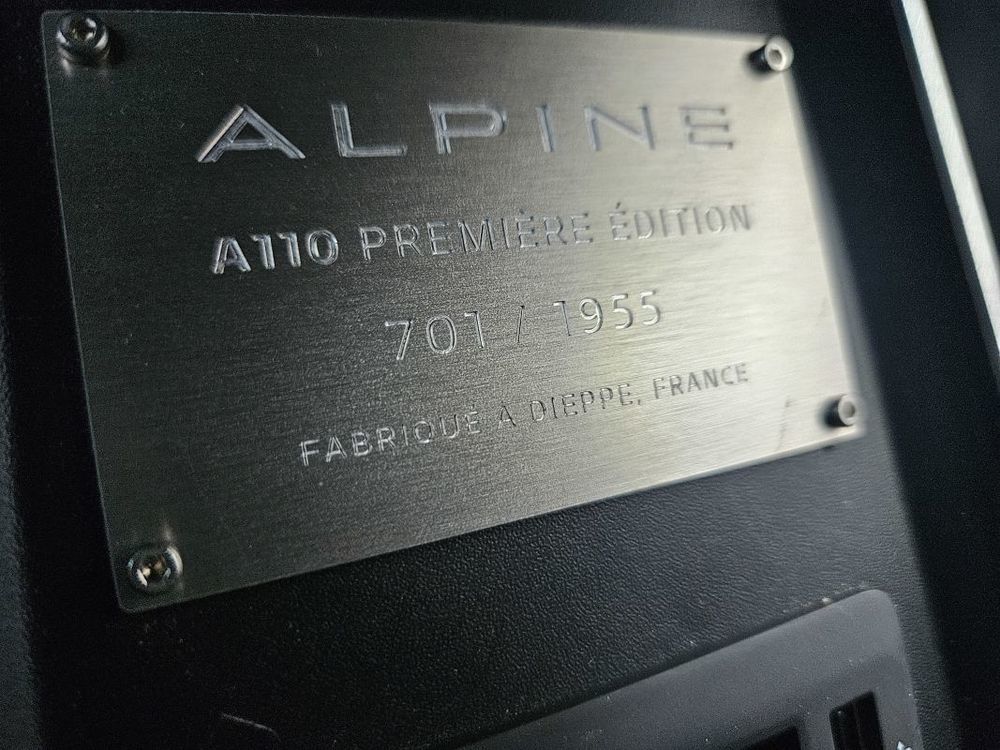 ALPINE
A110 PREMIÈRE ÉDITION
701 / 1955
FABRIQUÉ À DIEPPE, FRANCE